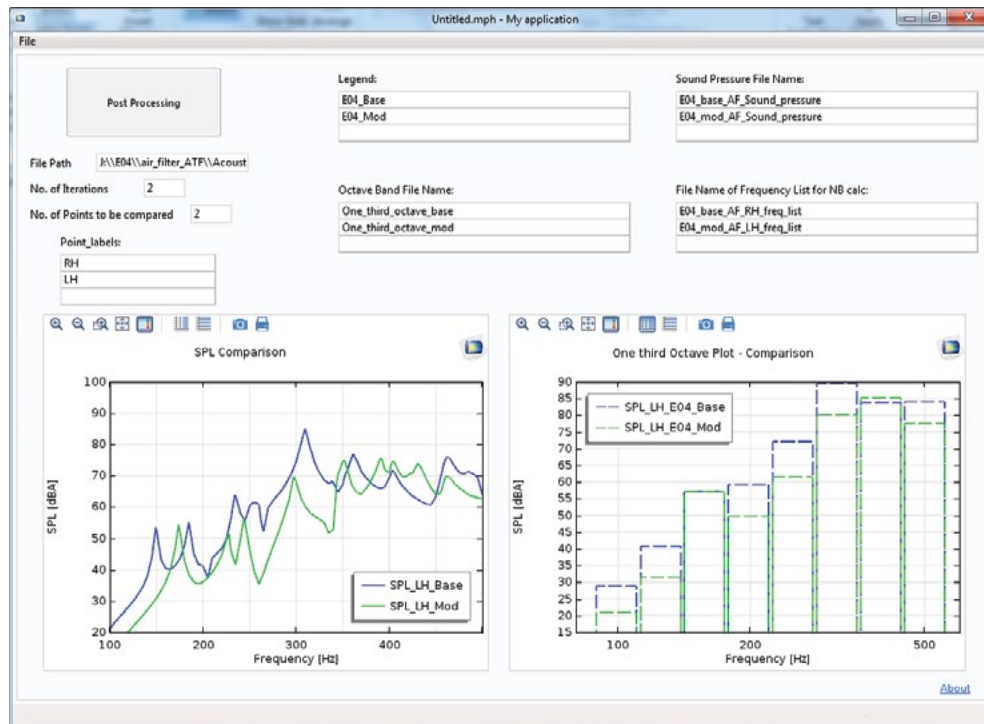 Untitled.mph - My application
File
Post Processing
File Path J:\\E04\\air_filter_ATF\\Acoust
No. of Iterations 2
No. of Points to be compared 2
Point_labels:
RH
LH
Legend:
E04_Base
E04_Mod
Sound Pressure File Name:
E04_base_AF_Sound_pressure
E04_mod_AF_Sound_pressure
Octave Band File Name:
One_third_octave_base
One_third_octave_mod
File Name of Frequency List for NB calc:
E04_base_AF_RH_freq_list
E04_mod_AF_LH_freq_list
SPL Comparison
100
90
80
70
60
50
40
30
20
SPL [dBA]
SPL_LH_Base
SPL_LH_Mod
100 200 300 400
Frequency [Hz]
One third Octave Plot - Comparison
90
85
80
75
70
65
60
55
50
45
40
35
30
25
20
15
SPL [dBA]
SPL_LH_E04_Base
SPL_LH_E04_Mod
100 200 500
Frequency [Hz]
About